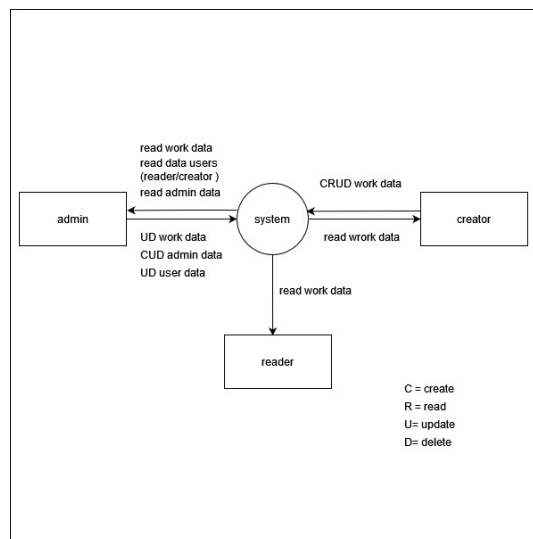 read work data
read data users
(reader/creator )
read admin data
CRUD work data
admin
system
creator
UD work data
CUD admin data
UD user data
read wrork data
read work data
reader
C = create
R = read
U= update
D= delete